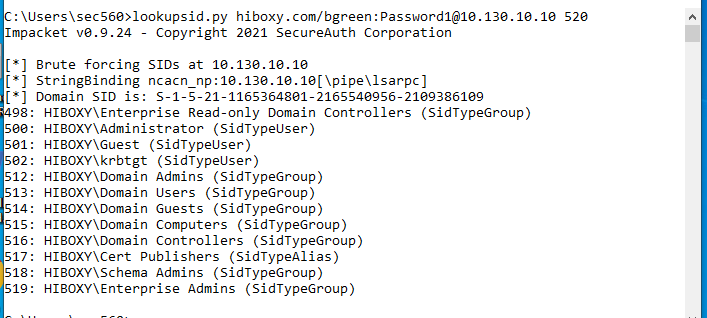 C:\Users\sec560>lookupsid.py hiboxy.com/bgreen:Password1@10.130.10.10 520
Impacket v0.9.24 - Copyright 2021 SecureAuth Corporation
[*] Brute forcing SIDs at 10.130.10.10
[*] StringBinding ncacn_np:10.130.10.10[\pipe\lsarpc]
[*] Domain SID is: S-1-5-21-1165364801-2165540956-2109386109
498: HIBOXY\Enterprise Read-only Domain Controllers (SidTypeGroup)
500: HIBOXY\Administrator (SidTypeUser)
501: HIBOXY\Guest (SidTypeUser)
502: HIBOXY\krbtgt (SidTypeUser)
512: HIBOXY\Domain Admins (SidTypeGroup)
513: HIBOXY\Domain Users (SidTypeGroup)
514: HIBOXY\Domain Guests (SidTypeGroup)
515: HIBOXY\Domain Computers (SidTypeGroup)
516: HIBOXY\Domain Controllers (SidTypeGroup)
517: HIBOXY\Cert Publishers (SidTypeAlias)
518: HIBOXY\Schema Admins (SidTypeGroup)
519: HIBOXY\Enterprise Admins (SidTypeGroup)